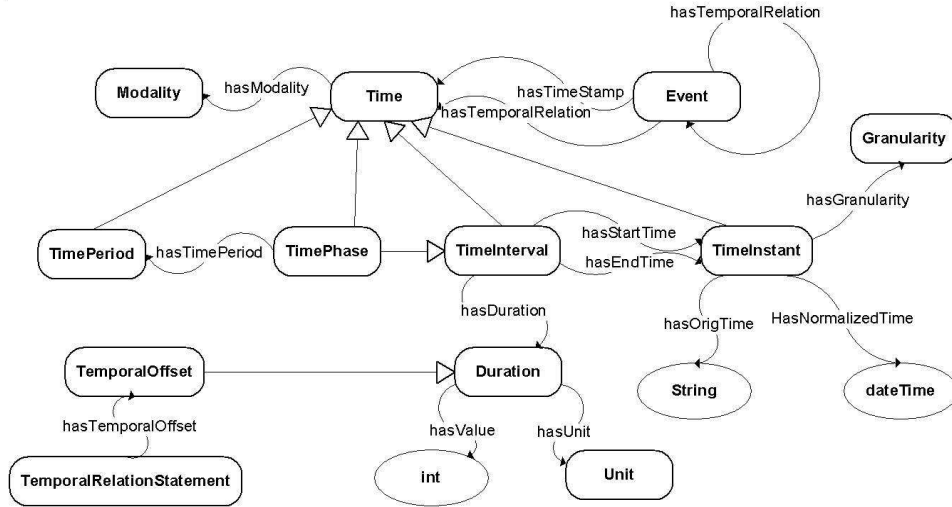 hasTemporalRelation
Modality
hasModality
Time
hasTimeStamp
hasTemporalRelation
Event
Granularity
hasGranularity
TimePeriod
hasTimePeriod
TimePhase
TimeInterval
hasStartTime
hasEndTime
TimeInstant
hasDuration
hasOrigTime
HasNormalizedTime
TemporalOffset
Duration
String
dateTime
hasTemporalOffset
hasValue
hasUnit
TemporalRelationStatement
int
Unit